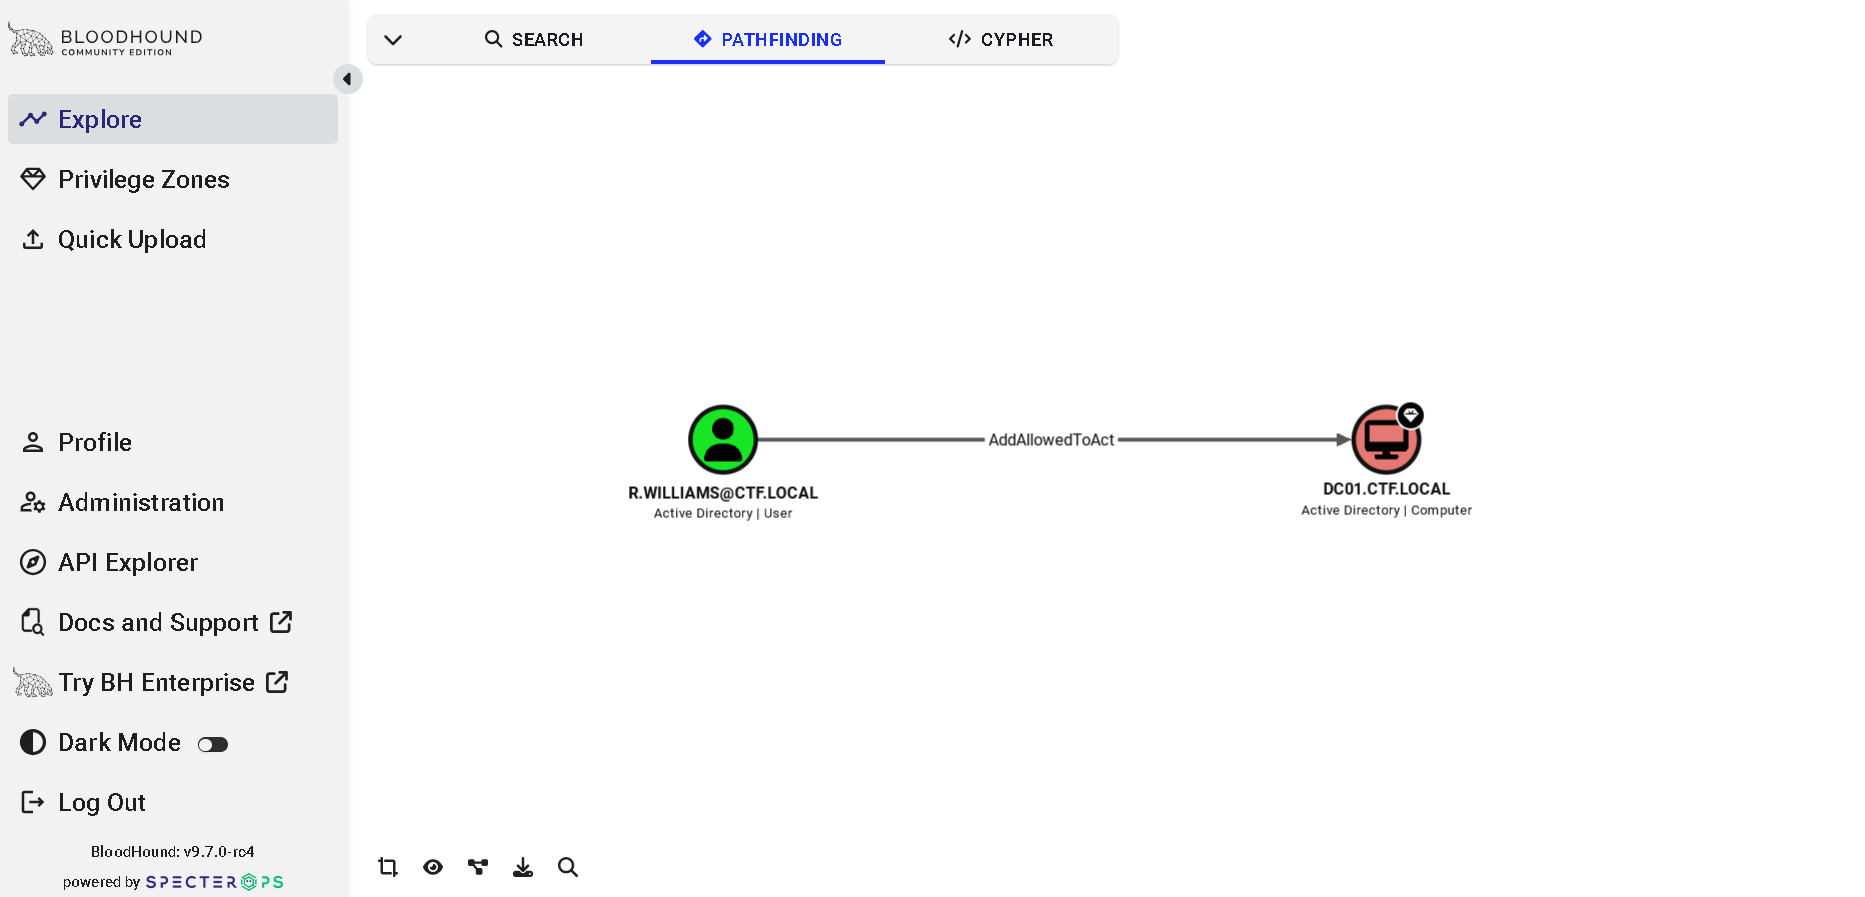 BLOODHOUND
COMMUNITY EDITION
SEARCH
PATHFINDING
CYPHER
Explore
Privilege Zones
Quick Upload
AddAllowedToAct
R.WILLIAMS@CTF.LOCAL
Active Directory | User
DC01.CTF.LOCAL
Active Directory | Computer
Profile
Administration
API Explorer
Docs and Support
Try BH Enterprise
Dark Mode
Log Out
BloodHound: v9.7.0-rc4
powered by SPECTEROPS